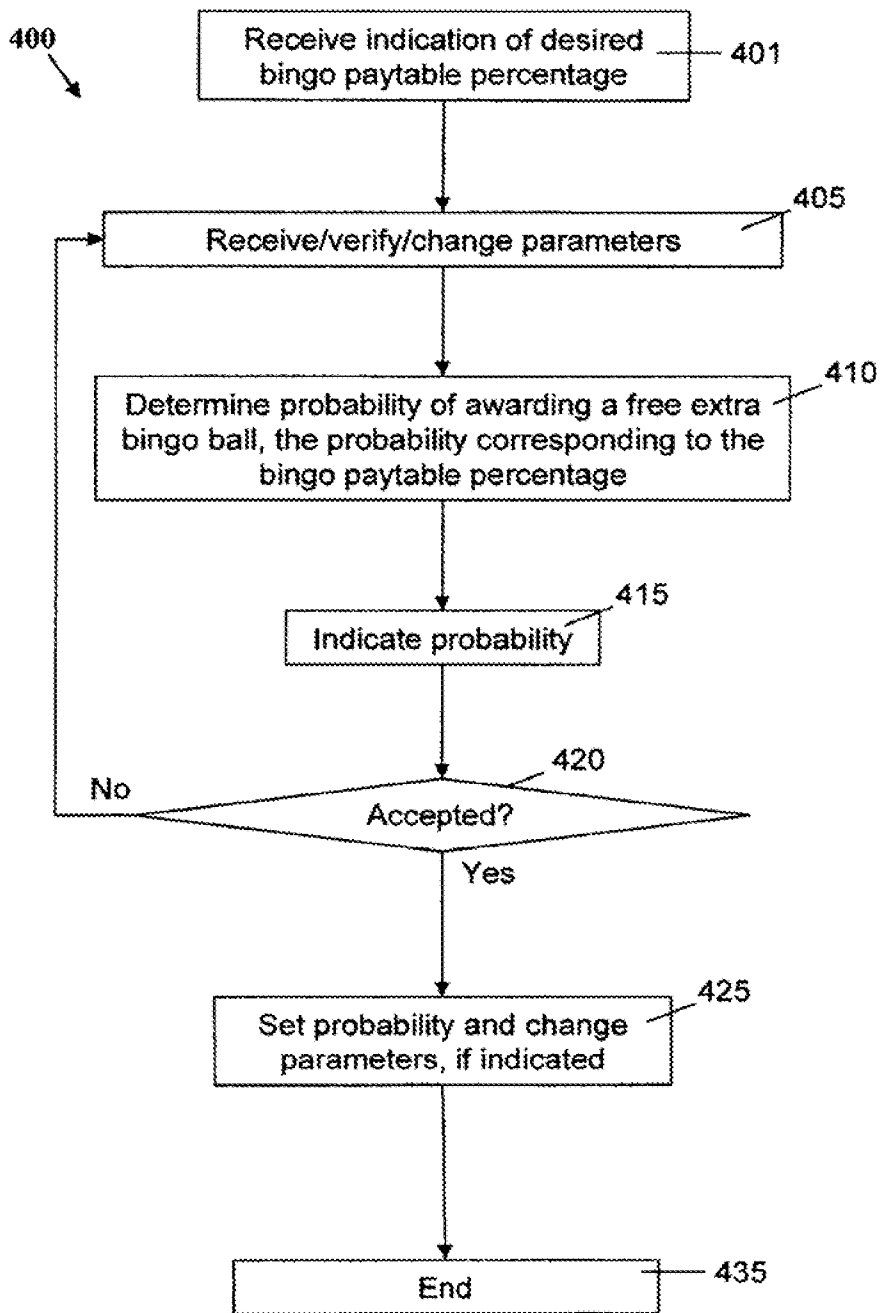 400
Receive indication of desired
bingo paytable percentage
401
405
Receive/verify/change parameters
410
Determine probability of awarding a free extra
bingo ball, the probability corresponding to the
bingo paytable percentage
415
Indicate probability
420
No
Accepted?
Yes
425
Set probability and change
parameters, if indicated
End
435